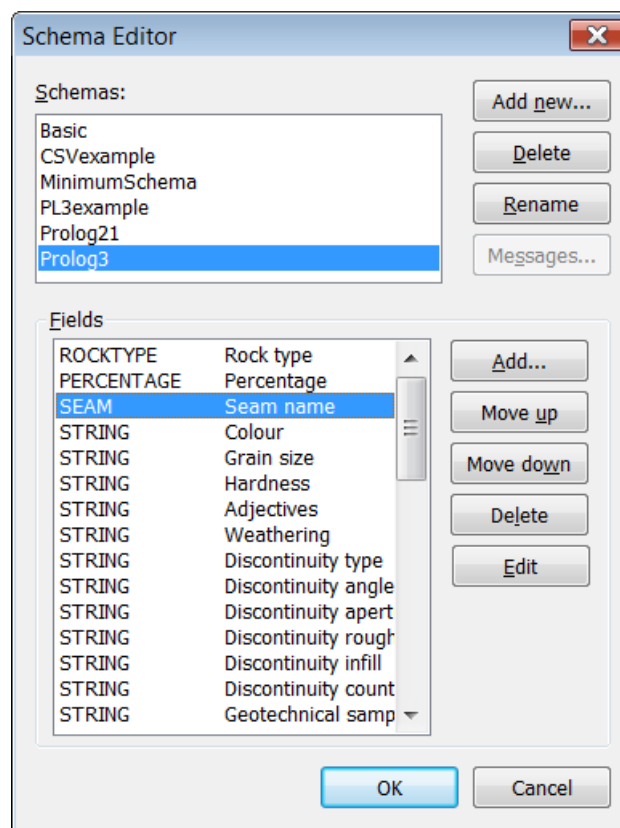 Schema Editor
Schemas:
Add new...
Basic
CSVexample
MinimumSchema
PL3example
Prolog21
Prolog3
Delete
Rename
Messages...
Fields
ROCKTYPE Rock type
PERCENTAGE Percentage
SEAM Seam name
STRING Colour
STRING Grain size
STRING Hardness
STRING Adjectives
STRING Weathering
STRING Discontinuity type
STRING Discontinuity angle
STRING Discontinuity apert
STRING Discontinuity rough
STRING Discontinuity infill
STRING Discontinuity count
STRING Geotechnical samp
Add...
Move up
Move down
Delete
Edit
OK
Cancel